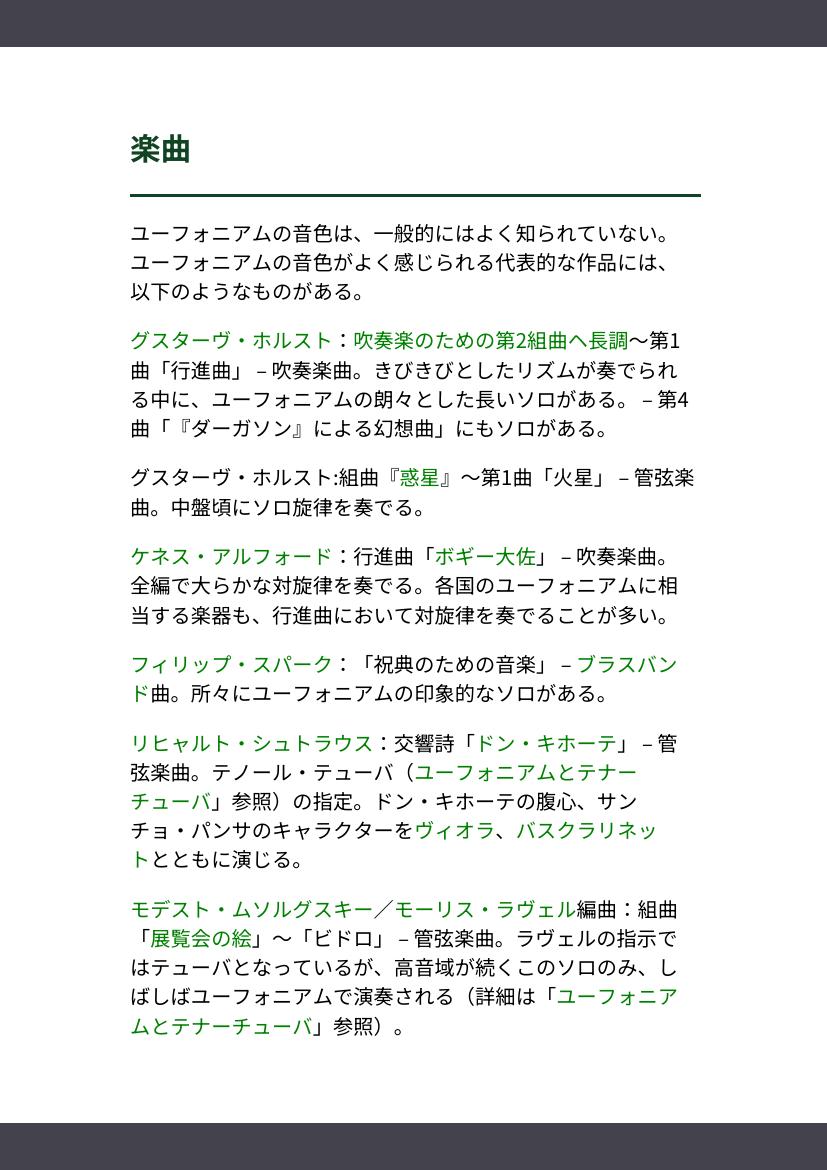 楽曲
ユーフォニアムの音色は、一般的にはよく知られていない。
ユーフォニアムの音色がよく感じられる代表的な作品には、
以下のようなものがある。
グスターヴ・ホルスト：吹奏楽のための第2組曲ヘ長調〜第1
曲「行進曲」 – 吹奏楽曲。きびきびとしたリズムが奏でられ
る中に、ユーフォニアムの朗々とした長いソロがある。 – 第4
曲「『ダーガソン』による幻想曲」にもソロがある。
グスターヴ・ホルスト:組曲『惑星』〜第1曲「火星」 – 管弦楽
曲。中盤頃にソロ旋律を奏でる。
ケネス・アルフォード：行進曲「ボギー大佐」 – 吹奏楽曲。
全編で大らかな対旋律を奏でる。各国のユーフォニアムに相
当する楽器も、行進曲において対旋律を奏でることが多い。
フィリップ・スパーク：「祝典のための音楽」 – ブラスバン
ド曲。所々にユーフォニアムの印象的なソロがある。
リヒャルト・シュトラウス：交響詩「ドン・キホーテ」 – 管
弦楽曲。テノール・テューバ（ユーフォニアムとテナー
チューバ」参照）の指定。ドン・キホーテの腹心、サン
チョ・パンサのキャラクターをヴィオラ、バスクラリネッ
トとともに演じる。
モデスト・ムソルグスキー／モーリス・ラヴェル編曲：組曲
「展覧会の絵」〜「ビドロ」 – 管弦楽曲。ラヴェルの指示で
はテューバとなっているが、高音域が続くこのソロのみ、し
ばしばユーフォニアムで演奏される（詳細は「ユーフォニア
ムとテナーチューバ」参照）。